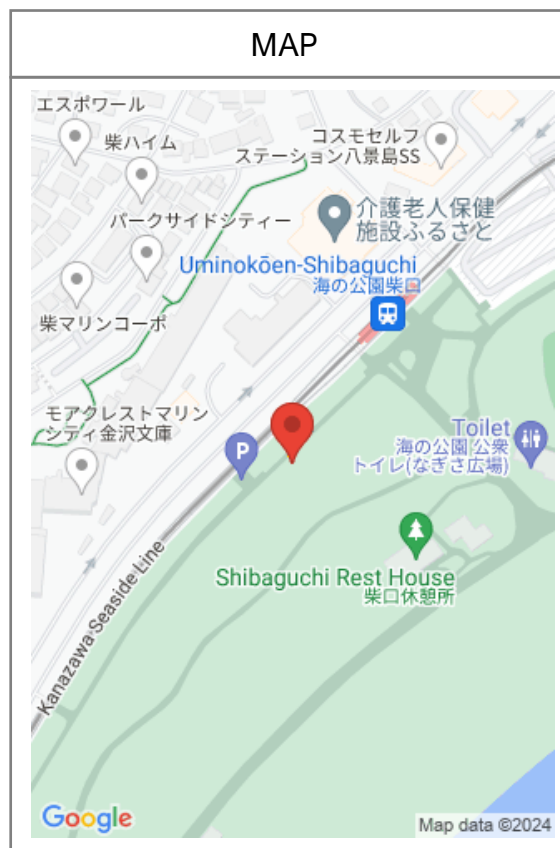 MAP
エスポワール
柴ハイム
コスモセルフ
ステーション八景島SS
パークサイドシティー
介護老人保健
施設ふるさと
Uminokōen-Shibaguchi
海の公園柴口
柴マリンコーポ
モアクレストマリン
シティ金沢文庫
P
Toilet
海の公園 公衆
トイレ(なぎさ広場)
Shibaguchi Rest House
柴口休憩所
Kanazawa Seaside Line
Google
Map data ©2024